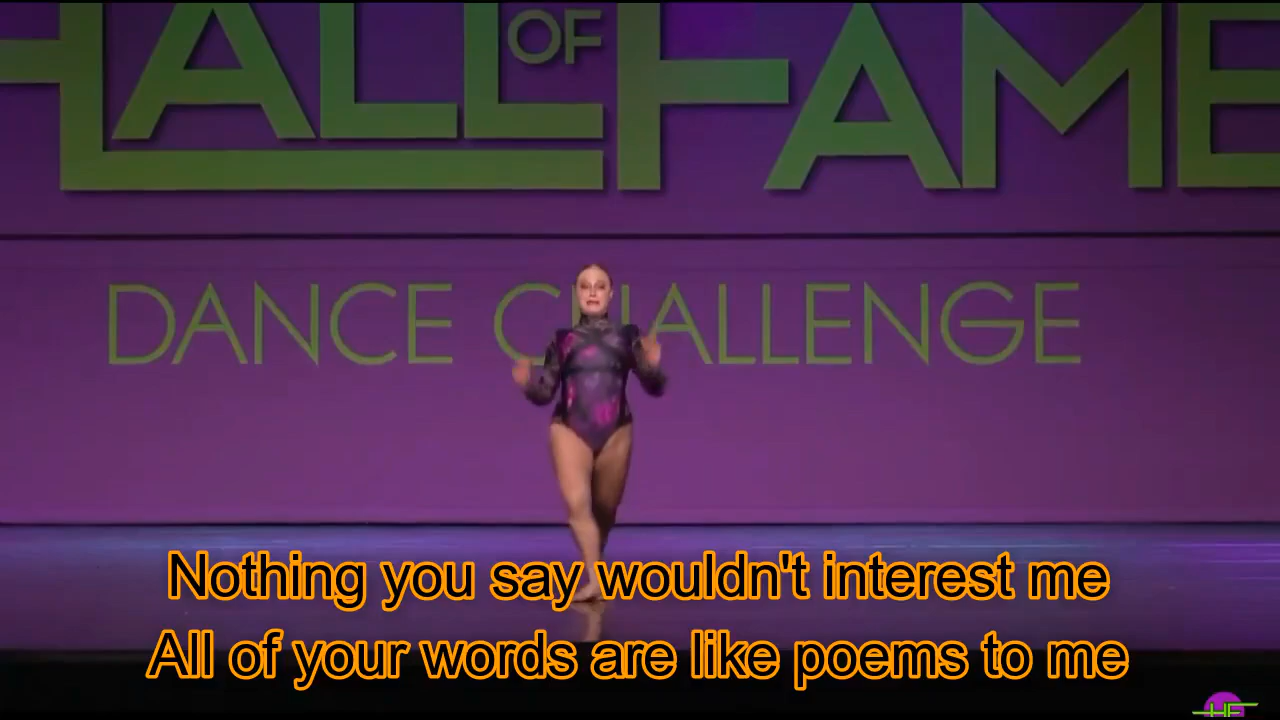 HALL OF FAME
DANCE CHALLENGE
Nothing you say wouldn't interest me
All of your words are like poems to me
HF